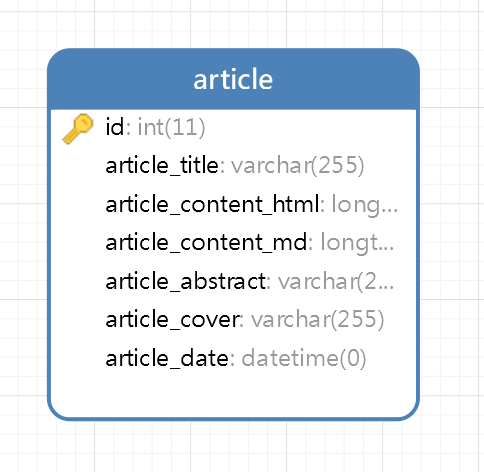 article
id: int(11)
article_title: varchar(255)
article_content_html: long...
article_content_md: longt...
article_abstract: varchar(2...
article_cover: varchar(255)
article_date: datetime(0)